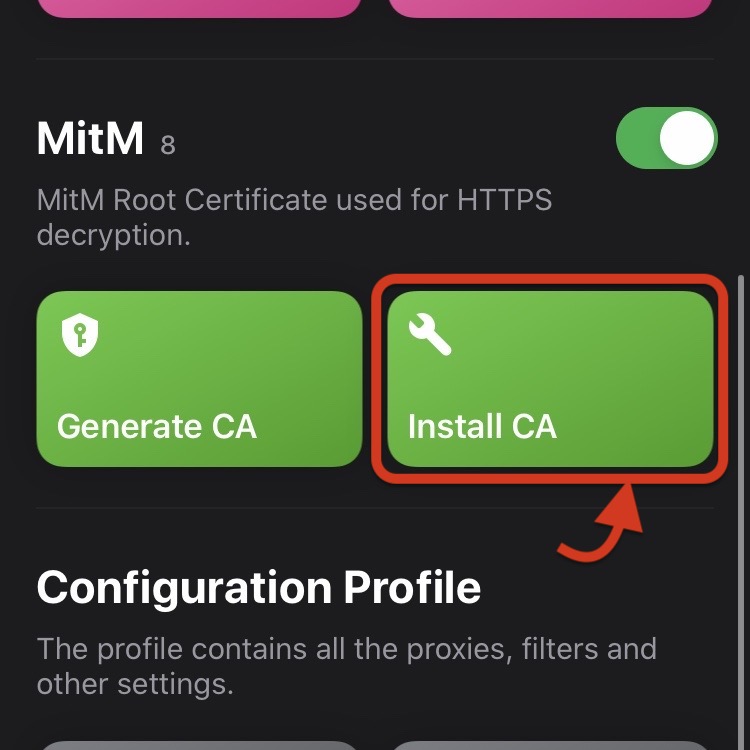 MitM 8
MitM Root Certificate used for HTTPS
decryption.
Generate CA
Install CA
Configuration Profile
The profile contains all the proxies, filters and
other settings.